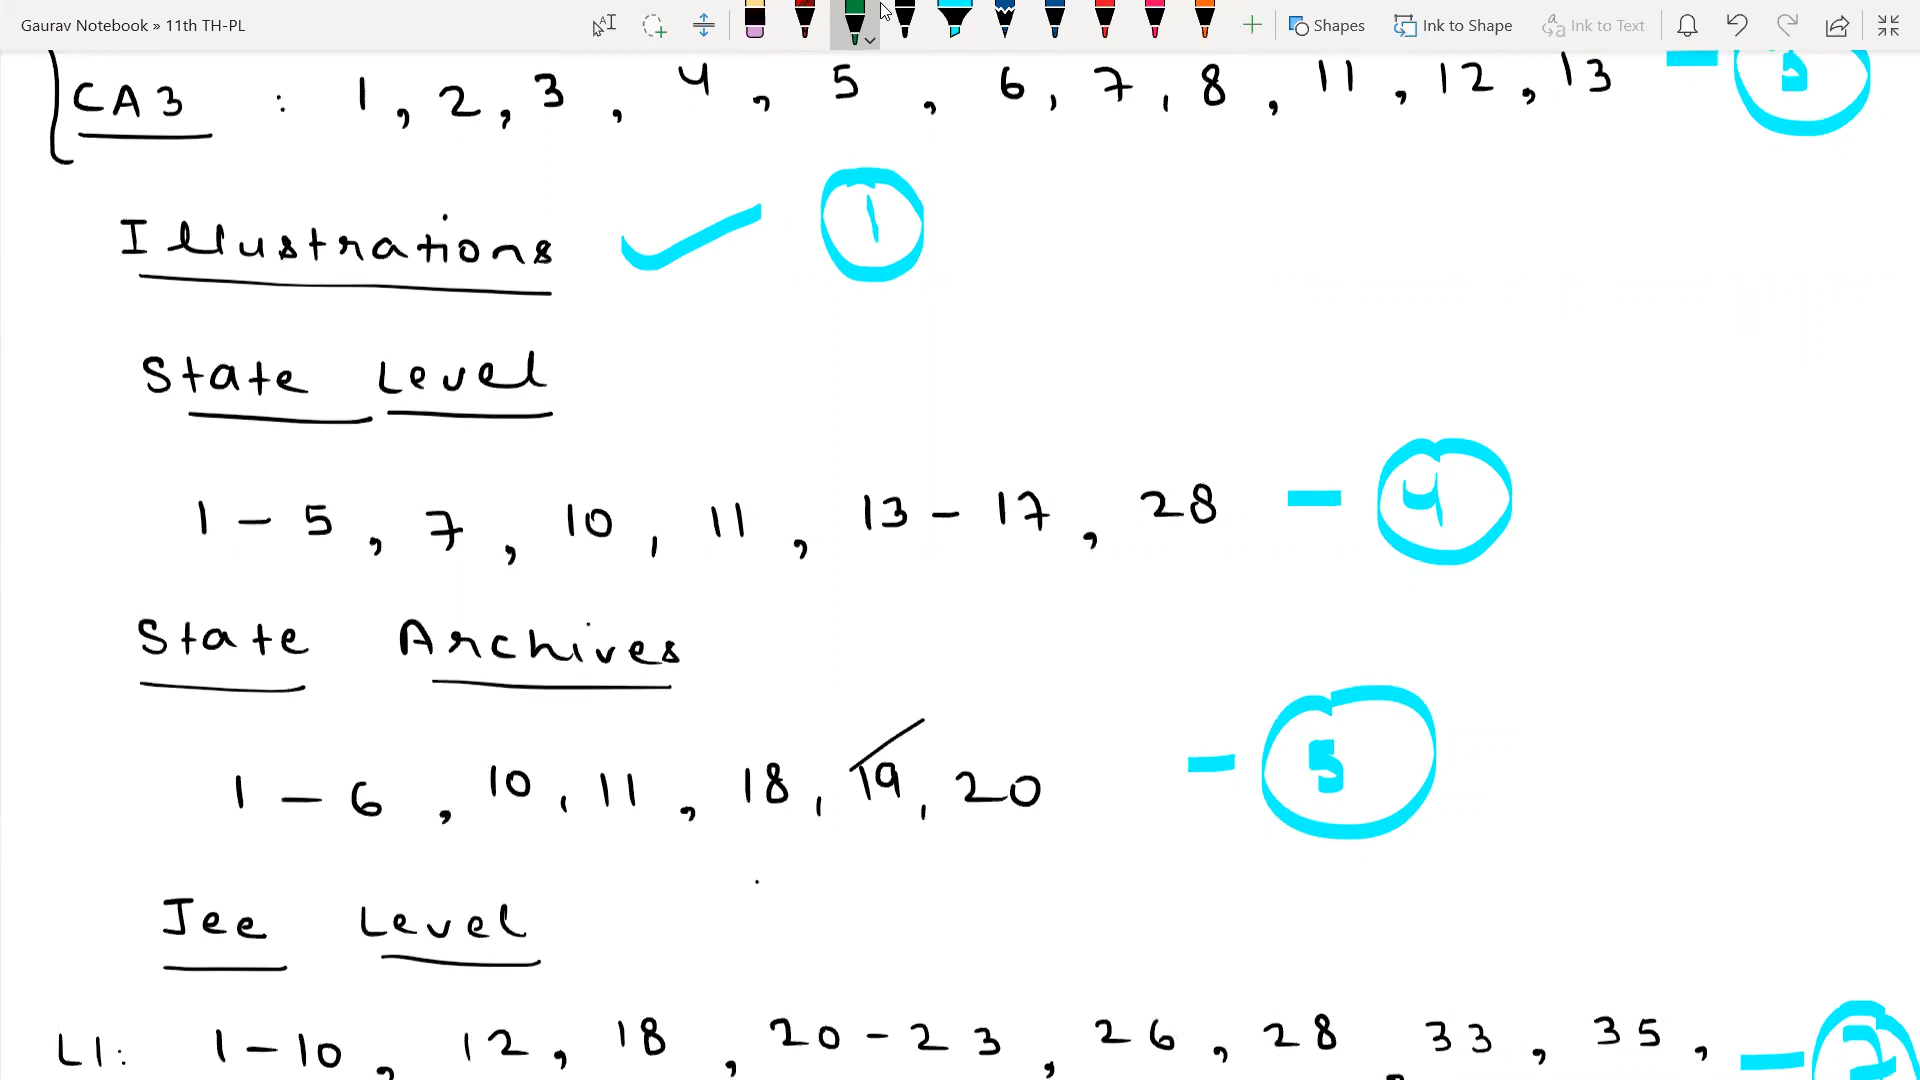 Gaurav Notebook » 11th TH-PL
Shapes
Ink to Shape
Ink to Text
CA3 : 1, 2, 3, 4, 5, 6, 7, 8, 11, 12, 13 -
Illustrations 1
State Level
1 - 5, 7, 10, 11, 13 - 17, 28 - 4
State Archives
1 - 6, 10, 11, 18, 19, 20 - 5
Jee Level
L1: 1 - 10, 12, 18, 20 - 23, 26, 28 33, 35, -